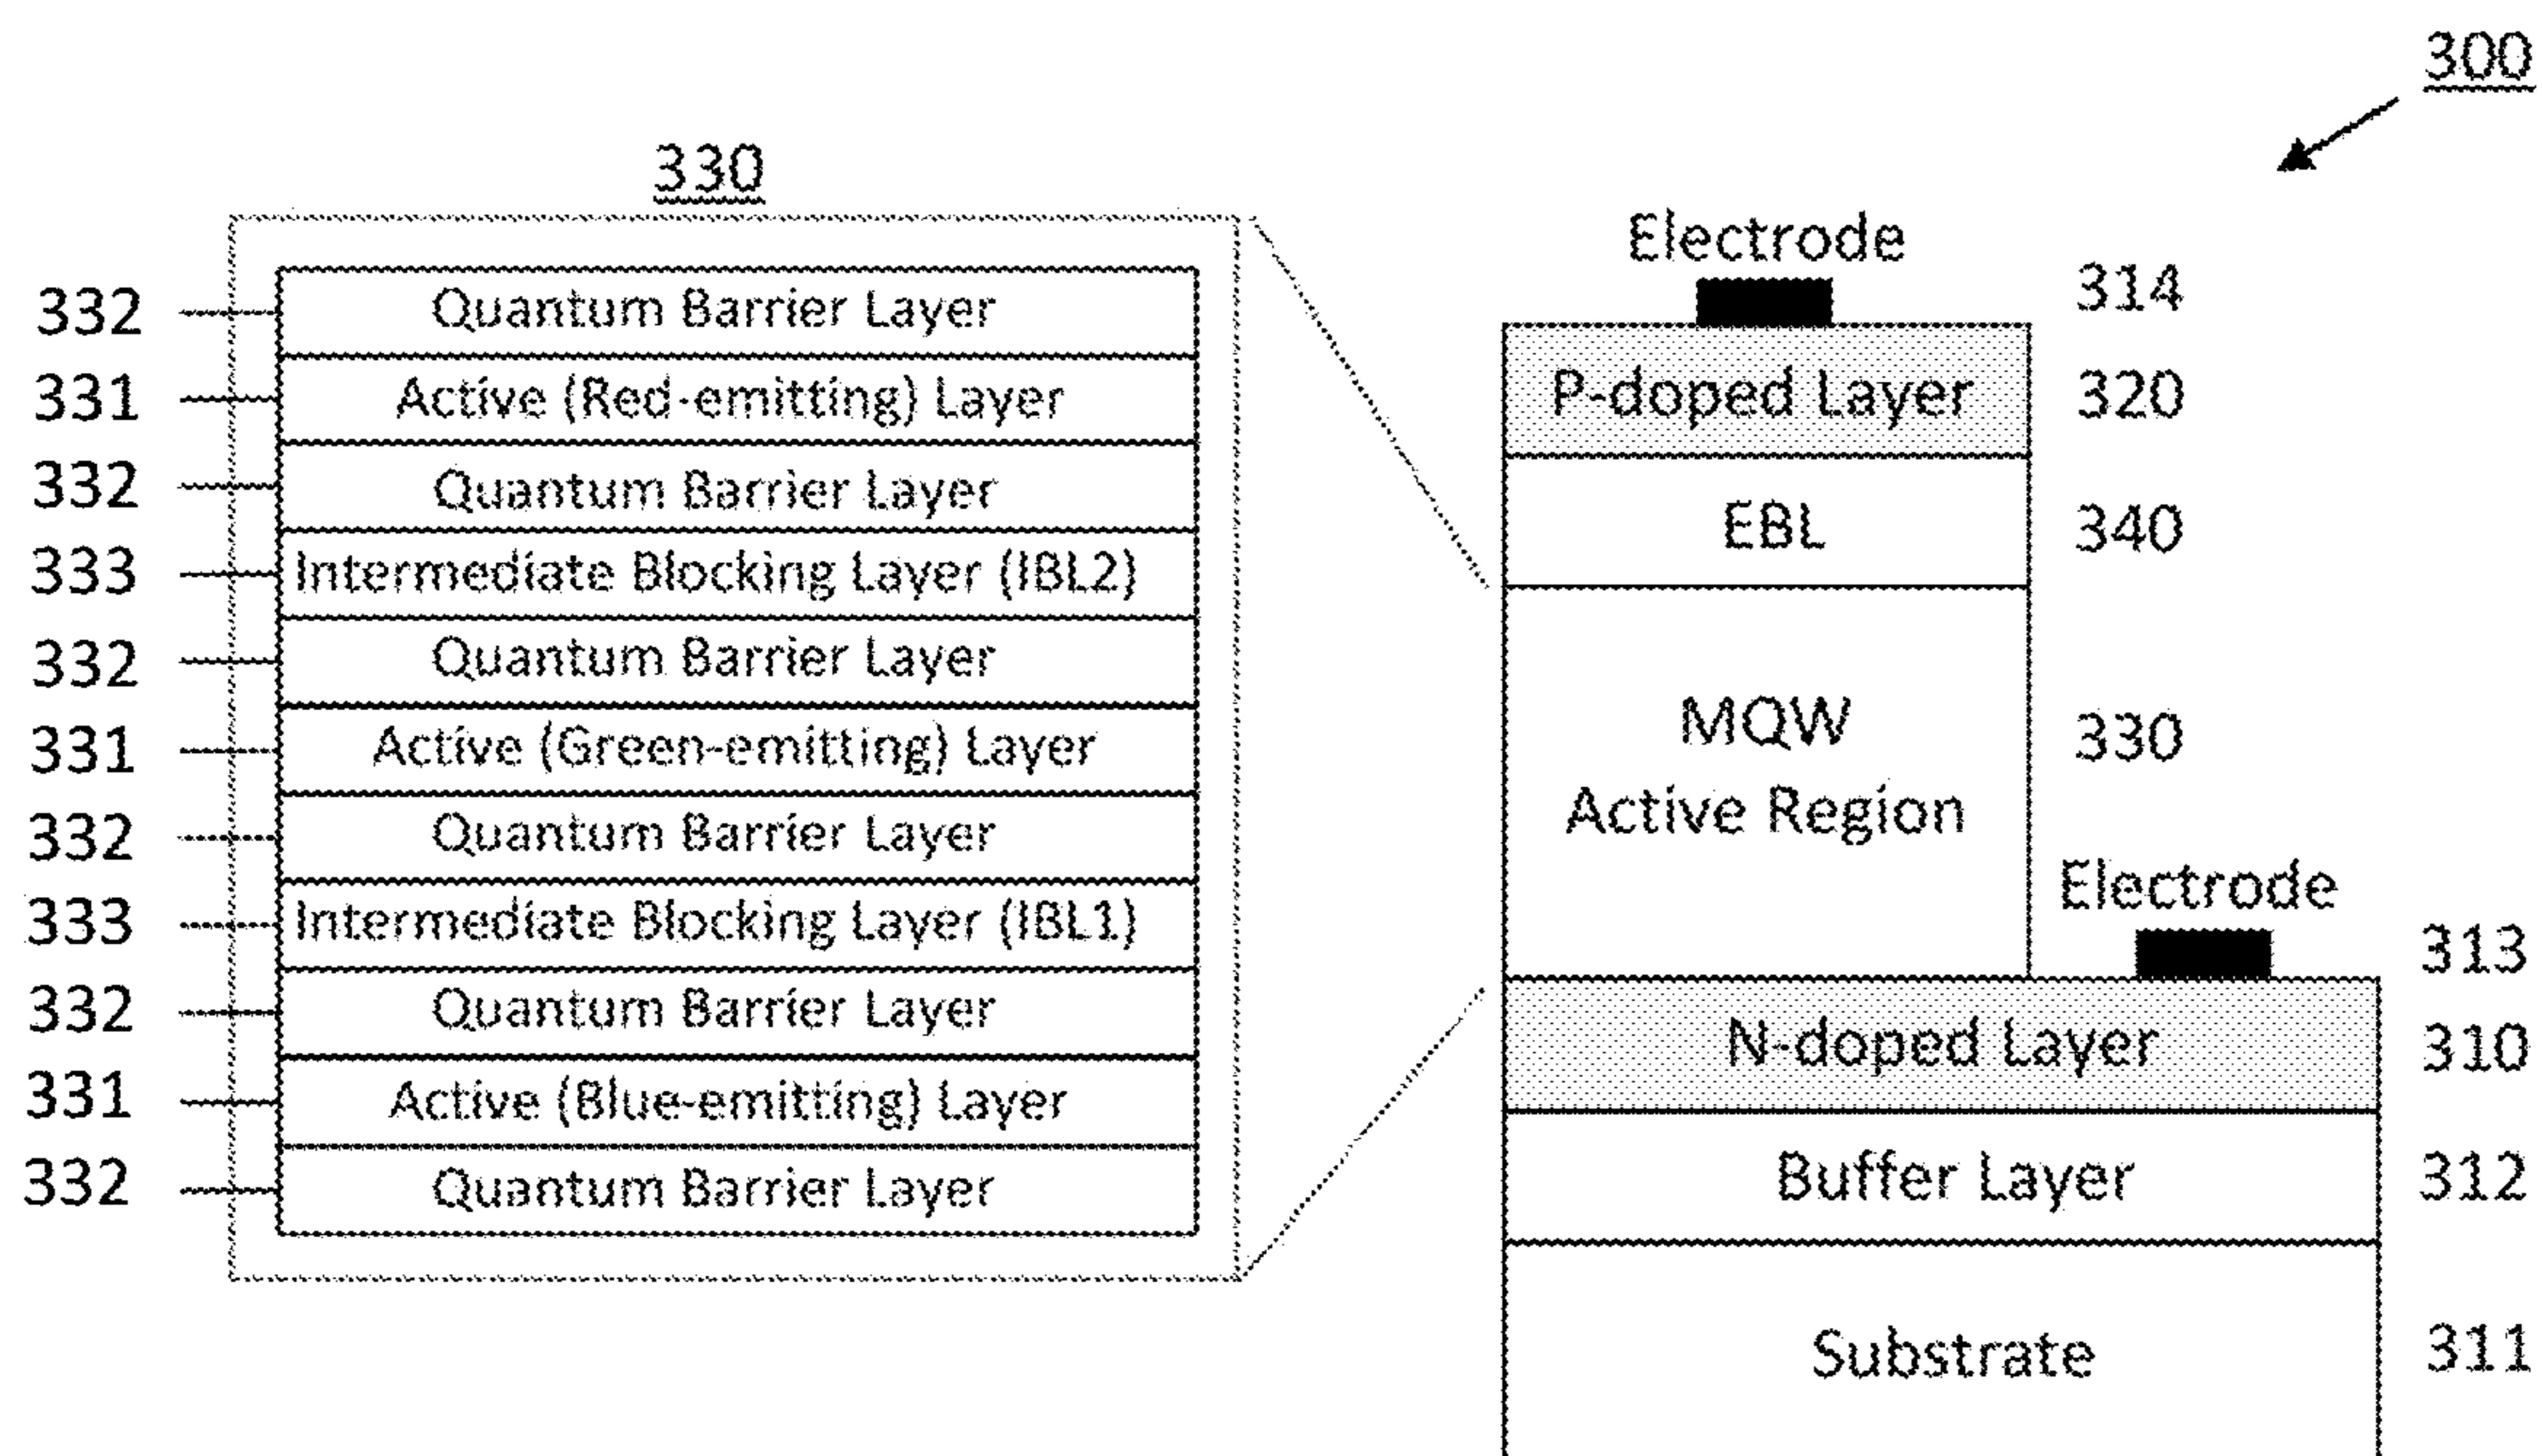 300
330
332 Quantum Barrier Layer
331 Active (Red-emitting) Layer
332 Quantum Barrier Layer
333 Intermediate Blocking Layer (IBL2)
332 Quantum Barrier Layer
331 Active (Green-emitting) Layer
332 Quantum Barrier Layer
333 Intermediate Blocking Layer (IBL1)
332 Quantum Barrier Layer
331 Active (Blue-emitting) Layer
332 Quantum Barrier Layer
Electrode
314
P-doped Layer 320
EBL 340
MQW
Active Region
330
Electrode
313
N-doped Layer 310
Buffer Layer 312
Substrate 311